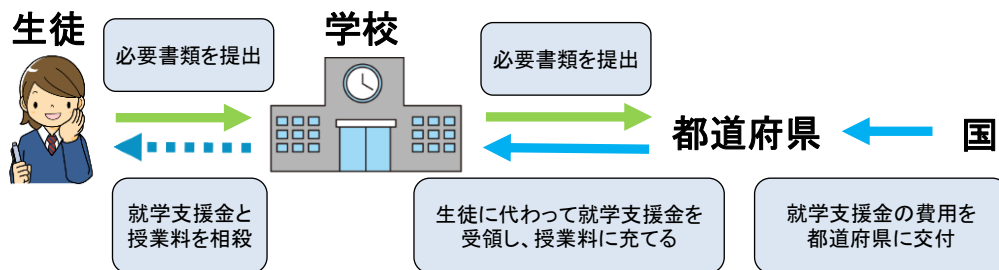 生徒
必要書類を提出
学校
必要書類を提出
都道府県
国
就学支援金と
授業料を相殺
生徒に代わって就学支援金を
受領し、授業料に充てる
就学支援金の費用を
都道府県に交付